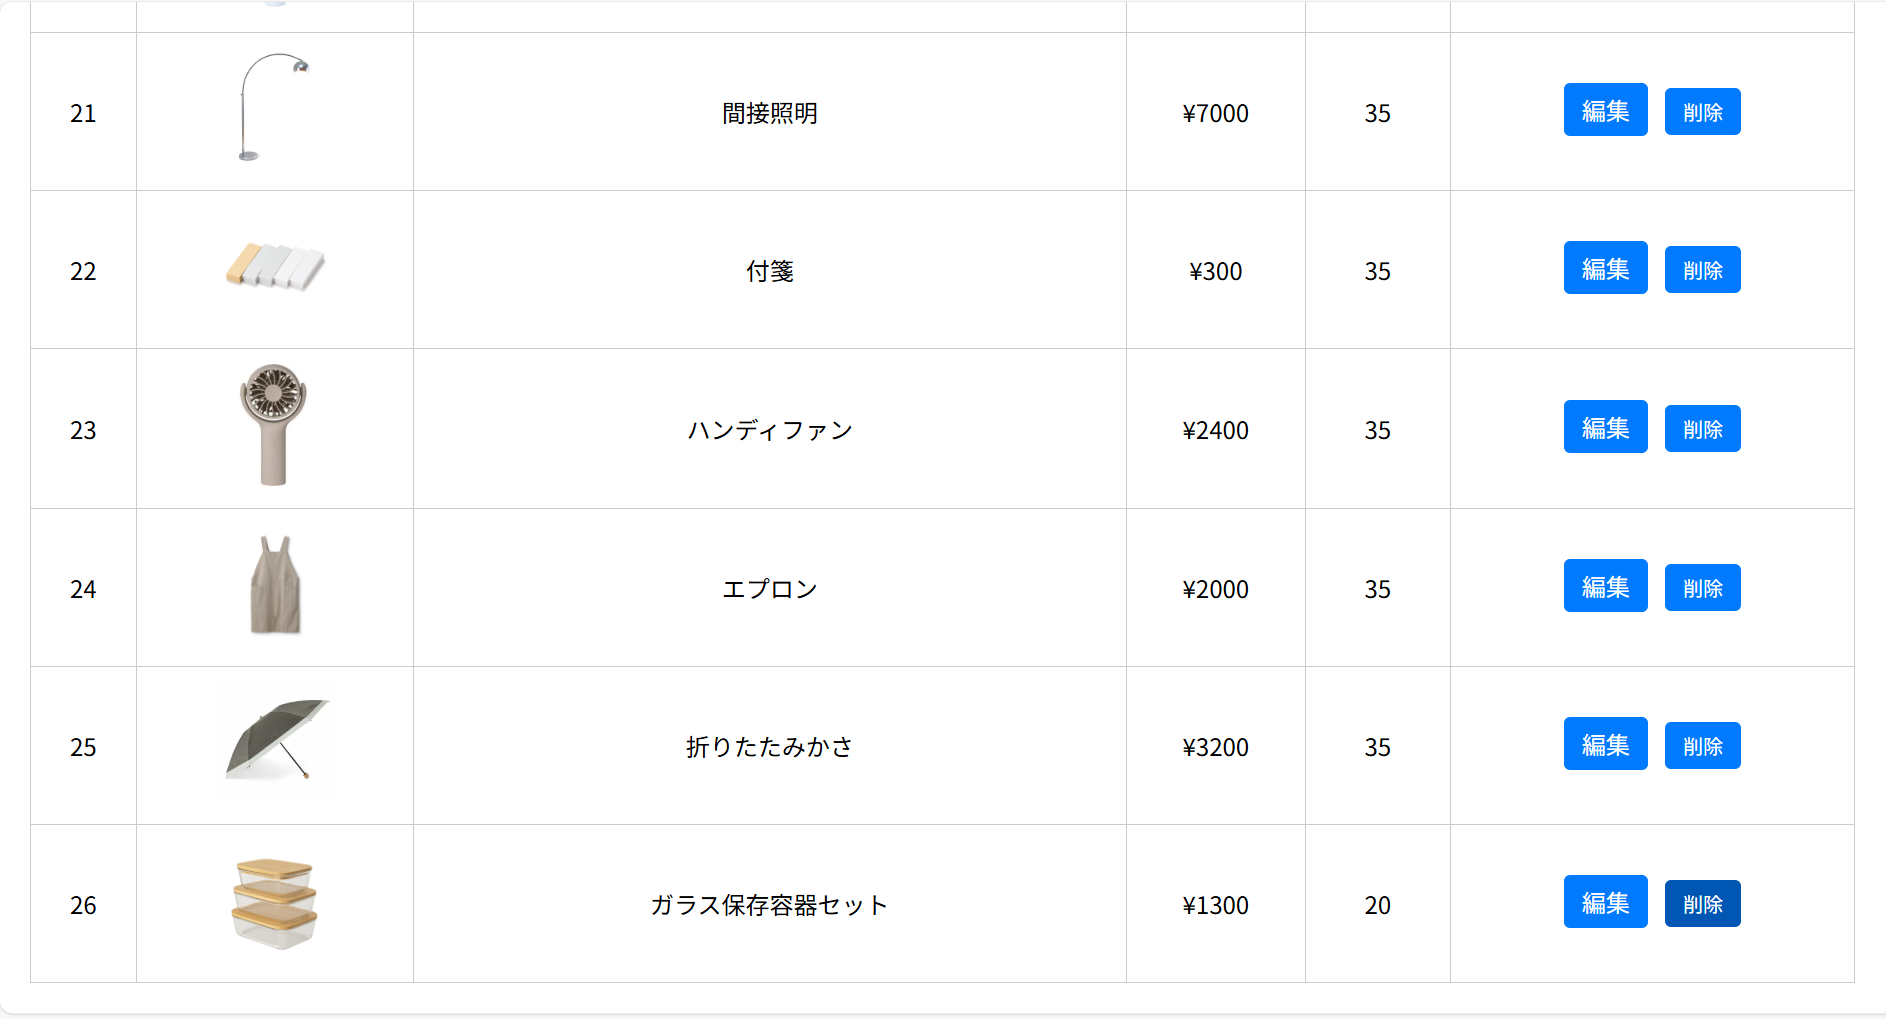 21 間接照明 ¥7000 35 編集 削除
22 付箋 ¥300 35 編集 削除
23 ハンディファン ¥2400 35 編集 削除
24 エプロン ¥2000 35 編集 削除
25 折りたたみかさ ¥3200 35 編集 削除
26 ガラス保存容器セット ¥1300 20 編集 削除